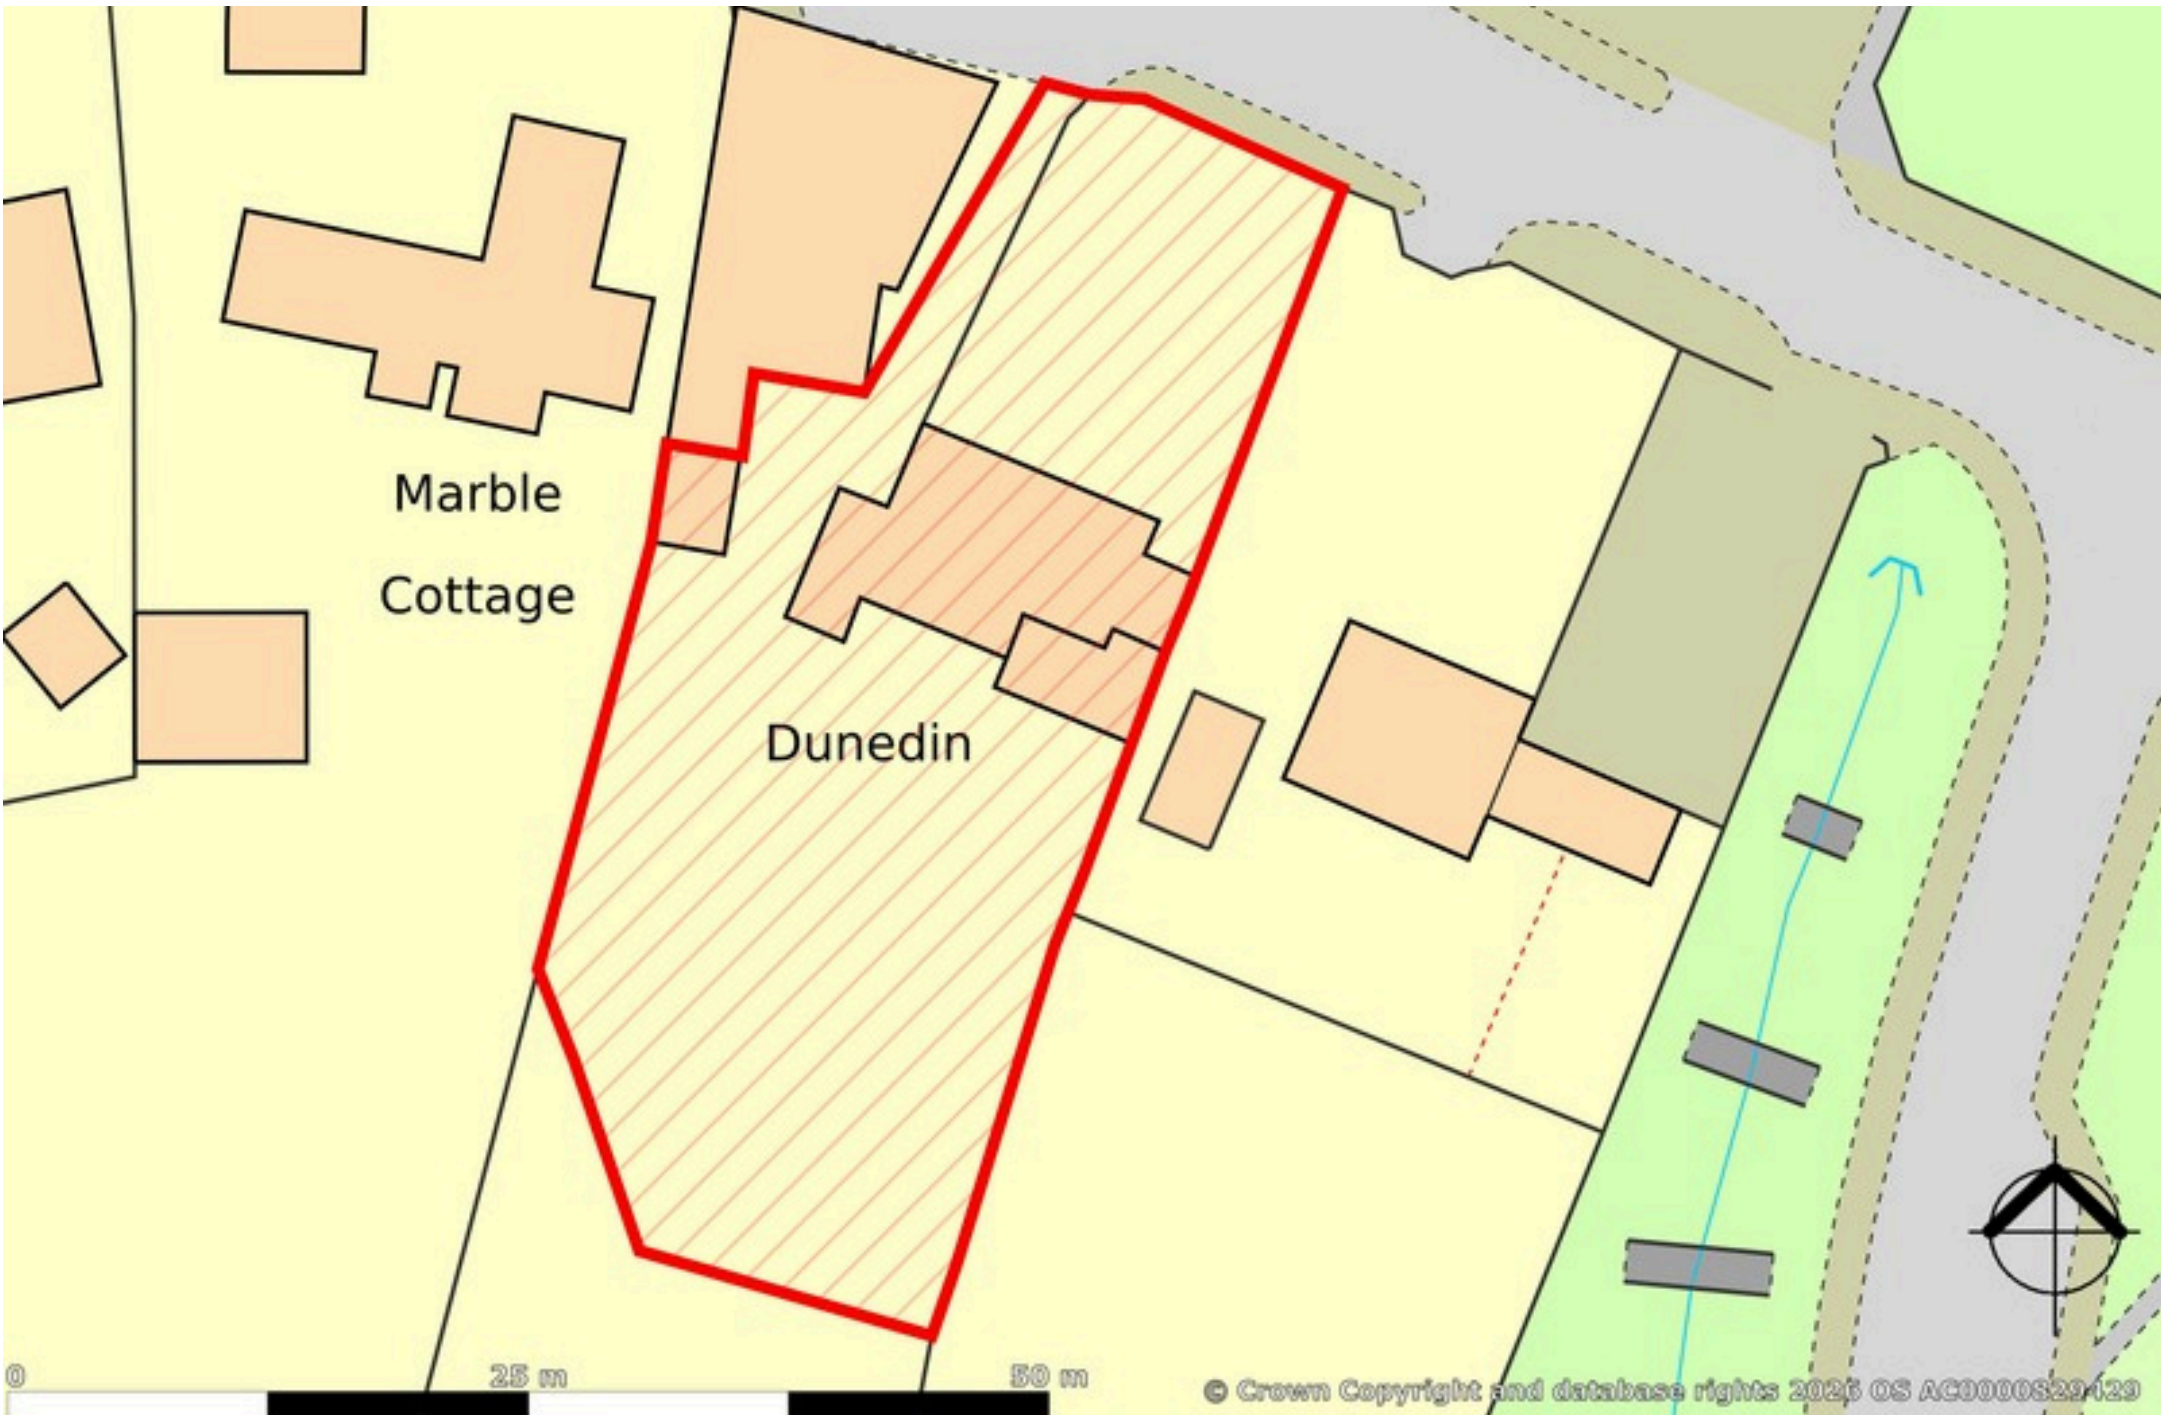 Marble
Cottage
Dunedin
0 25 m 50 m
© Crown Copyright and database rights 2026 OS AC0000829429